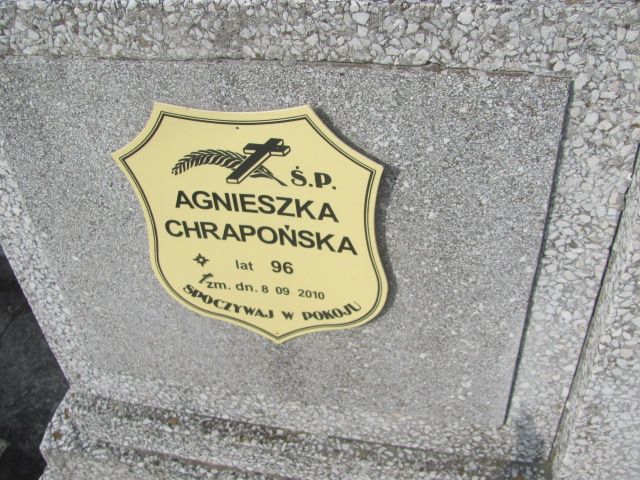 Ś.P.
AGNIESZKA
CHRAPOŃSKA
lat 96
zm. dn. 8 09 2010
SPOCZYWAJ W POKOJU